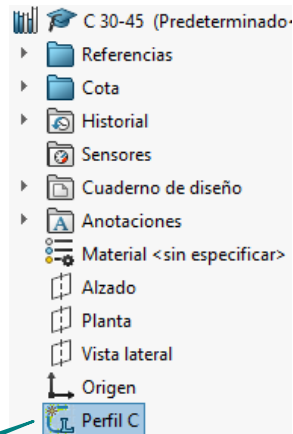 C 30-45 (Predeterminado<
Referencias
Cota
Historial
Sensores
Cuaderno de diseño
Anotaciones
Material <sin especificar>
Alzado
Planta
Vista lateral
Origen
Perfil C